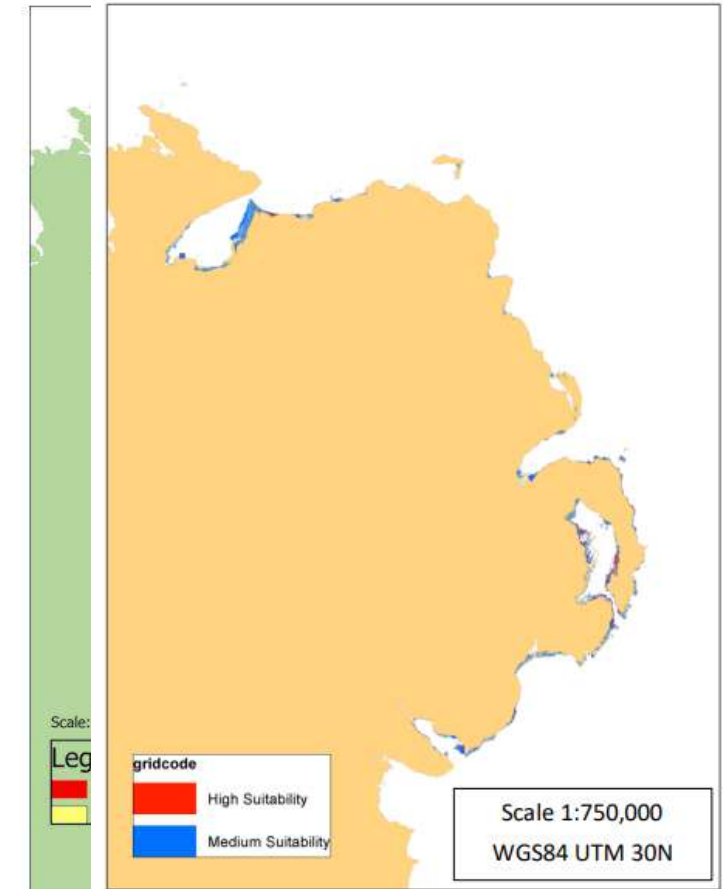 Scale:
Leg
gridcode
High Suitability
Medium Suitability
Scale 1:750,000
WGS84 UTM 30N